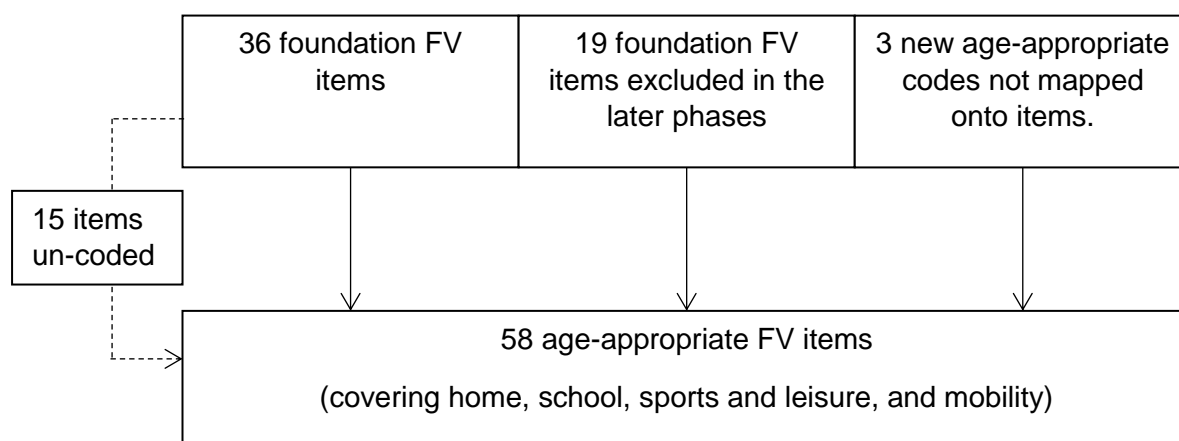 36 foundation FV
items
19 foundation FV
items excluded in the
later phases
3 new age-appropriate
codes not mapped
onto items.
15 items
un-coded
58 age-appropriate FV items
(covering home, school, sports and leisure, and mobility)